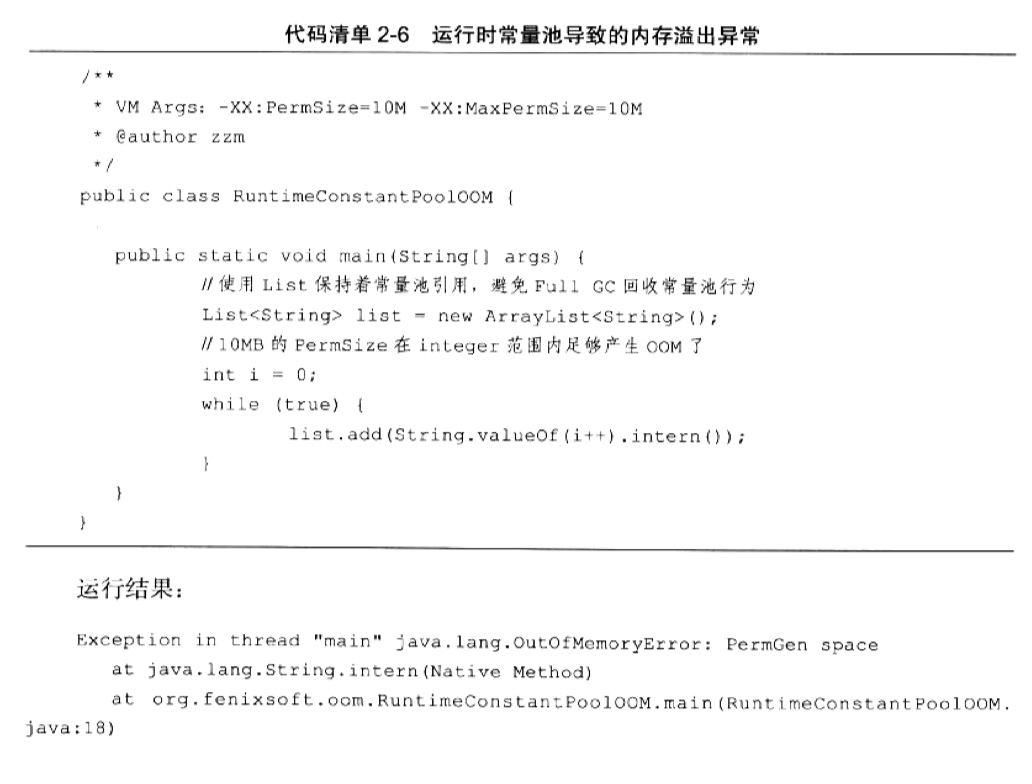 代码清单 2-6 运行时常量池导致的内存溢出异常
/**
 * VM Args: -XX:PermSize=10M -XX:MaxPermSize=10M
 * @author zzm
 */
public class RuntimeConstantPoolOOM {
public static void main(String[] args) {
//使用 List 保持着常量池引用，避免 Full GC 回收常量池行为
List<String> list = new ArrayList<String>();
//10MB 的 PermSize 在 integer 范围内足够产生 OOM 了
int i = 0;
while (true) {
list.add(String.valueOf(i++).intern());
}
}
}
运行结果：
Exception in thread "main" java.lang.OutOfMemoryError: PermGen space
at java.lang.String.intern(Native Method)
at org.fenixsoft.oom.RuntimeConstantPoolOOM.main(RuntimeConstantPoolOOM.
java:18)